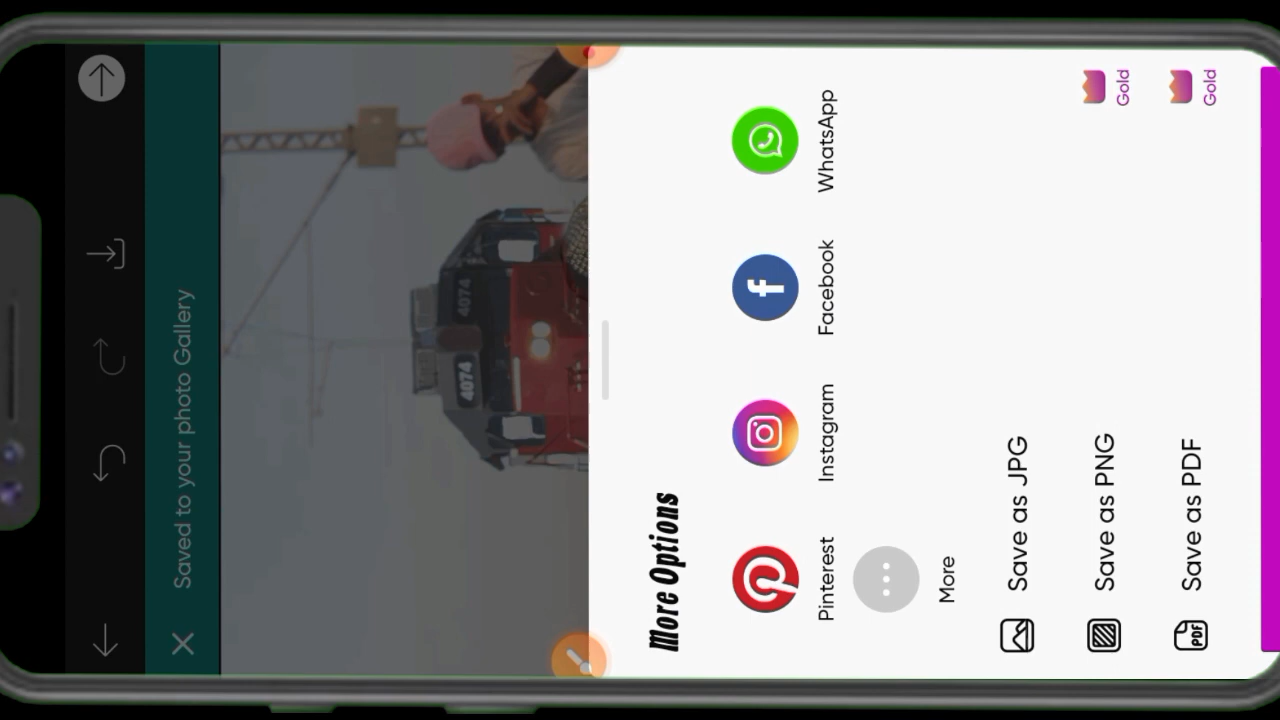 Saved to your photo Gallery
4074
4074
More Options
Pinterest
Instagram
Facebook
WhatsApp
More
Save as JPG
Save as PNG
Gold
PDF
Save as PDF
Gold